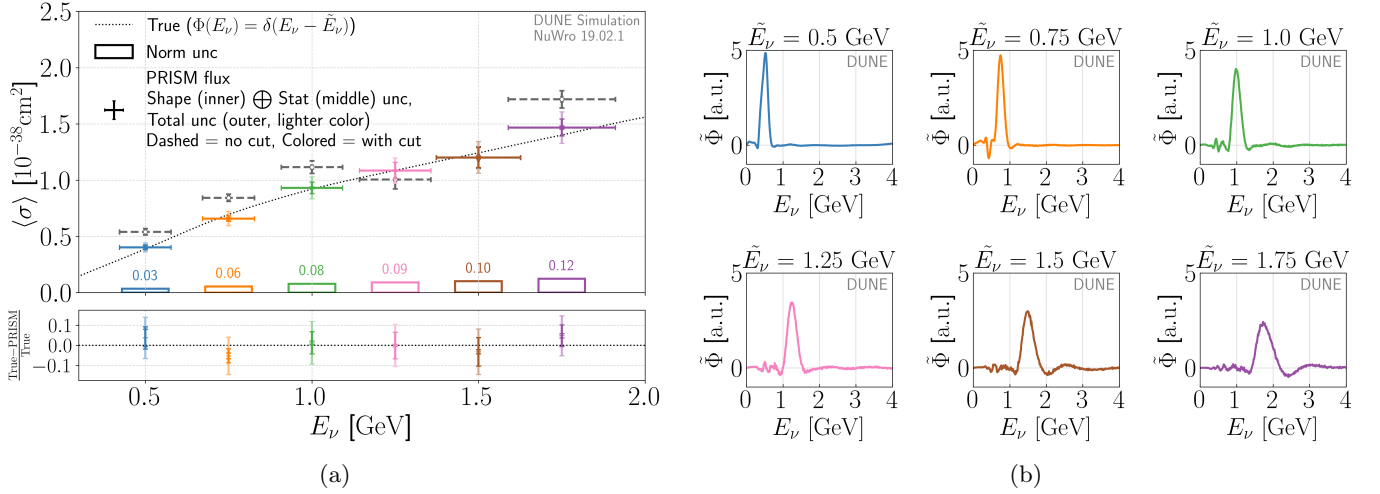 True (Φ(E_ν) = δ(E_ν − Ẽ_ν))
Norm unc
PRISM flux
Shape (inner) ⊕ Stat (middle) unc,
Total unc (outer, lighter color)
Dashed = no cut, Colored = with cut
DUNE Simulation
NuWro 19.02.1
⟨σ⟩ [10^{-38}cm^2]
2.5
2.0
1.5
1.0
0.5
0.0
0.03
0.06
0.08
0.09
0.10
0.12
True−PRISM
True
0.1
0.0
−0.1
0.5
1.0
1.5
2.0
E_ν [GeV]
(a)
Ẽ_ν = 0.5 GeV
DUNE
Φ̃ [a.u.]
5
0
0 1 2 3 4
E_ν [GeV]
Ẽ_ν = 0.75 GeV
DUNE
Φ̃ [a.u.]
5
0
0 1 2 3 4
E_ν [GeV]
Ẽ_ν = 1.0 GeV
DUNE
Φ̃ [a.u.]
5
0
0 1 2 3 4
E_ν [GeV]
Ẽ_ν = 1.25 GeV
DUNE
Φ̃ [a.u.]
5
0
0 1 2 3 4
E_ν [GeV]
Ẽ_ν = 1.5 GeV
DUNE
Φ̃ [a.u.]
5
0
0 1 2 3 4
E_ν [GeV]
Ẽ_ν = 1.75 GeV
DUNE
Φ̃ [a.u.]
5
0
0 1 2 3 4
E_ν [GeV]
(b)